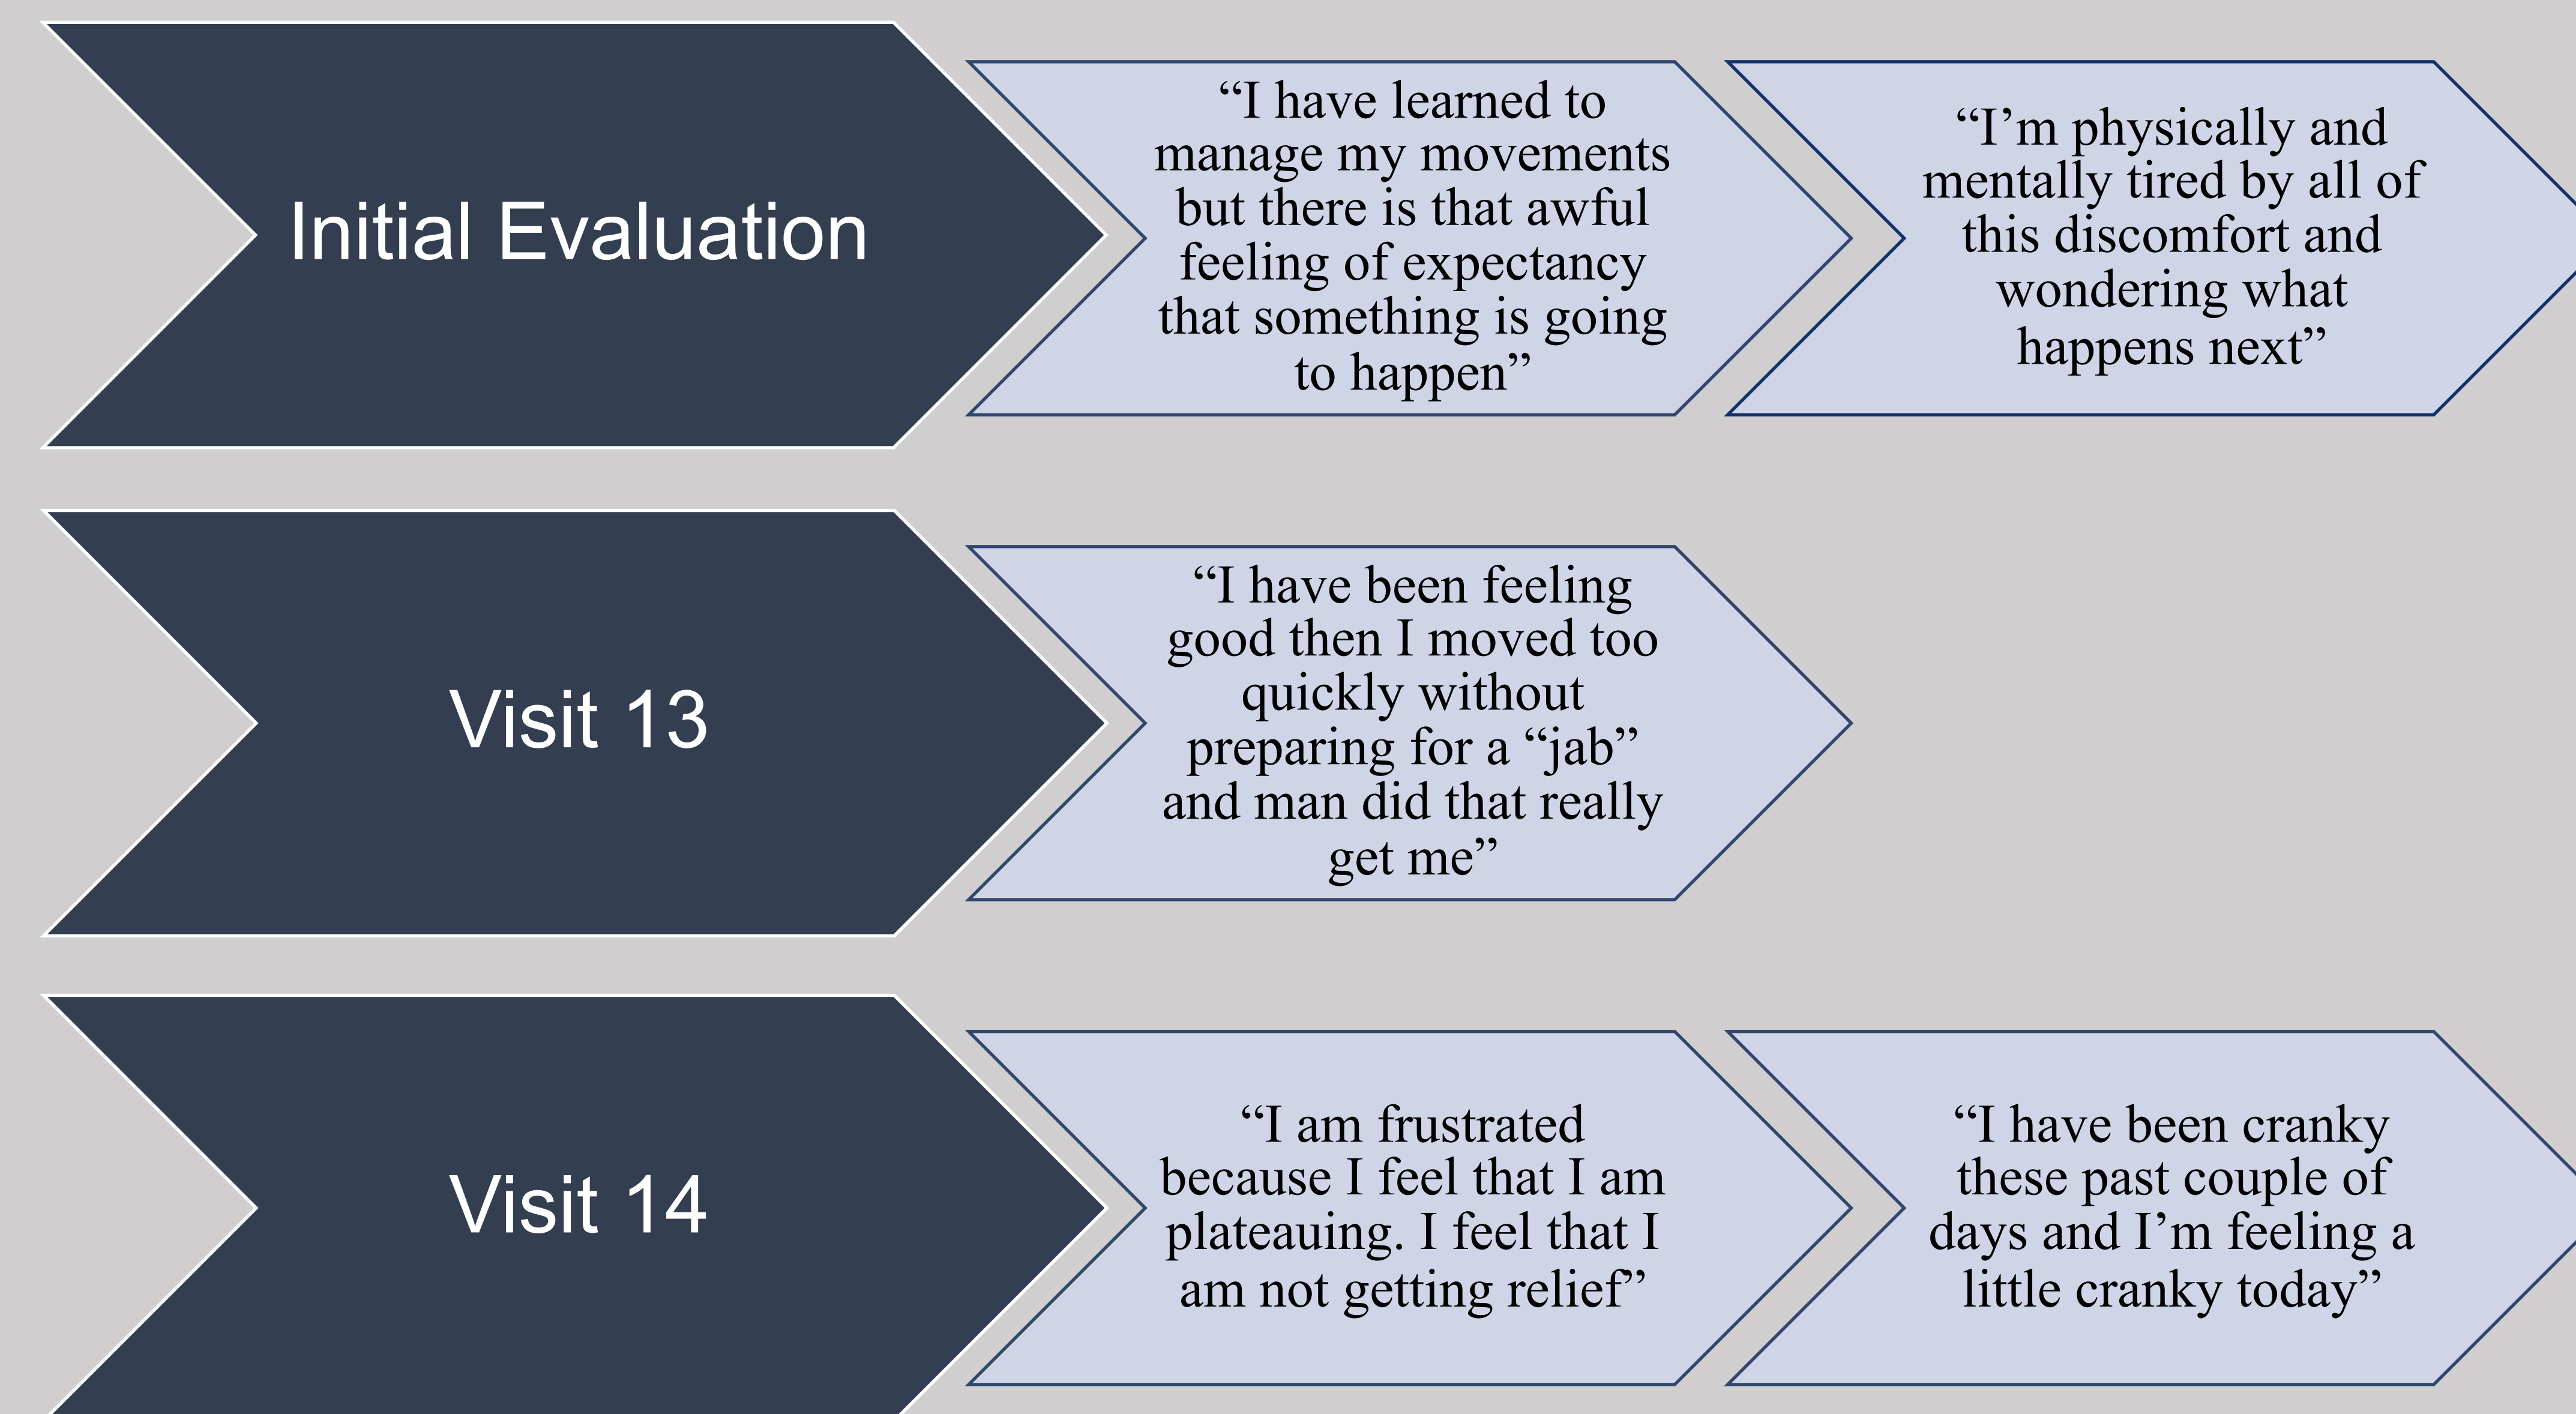 Initial Evaluation
“I have learned to
manage my movements
but there is that awful
feeling of expectancy
that something is going
to happen”
“I’m physically and
mentally tired by all of
this discomfort and
wondering what
happens next”
Visit 13
“I have been feeling
good then I moved too
quickly without
preparing for a “jab”
and man did that really
get me”
Visit 14
“I am frustrated
because I feel that I am
plateauing. I feel that I
am not getting relief”
“I have been cranky
these past couple of
days and I’m feeling a
little cranky today”